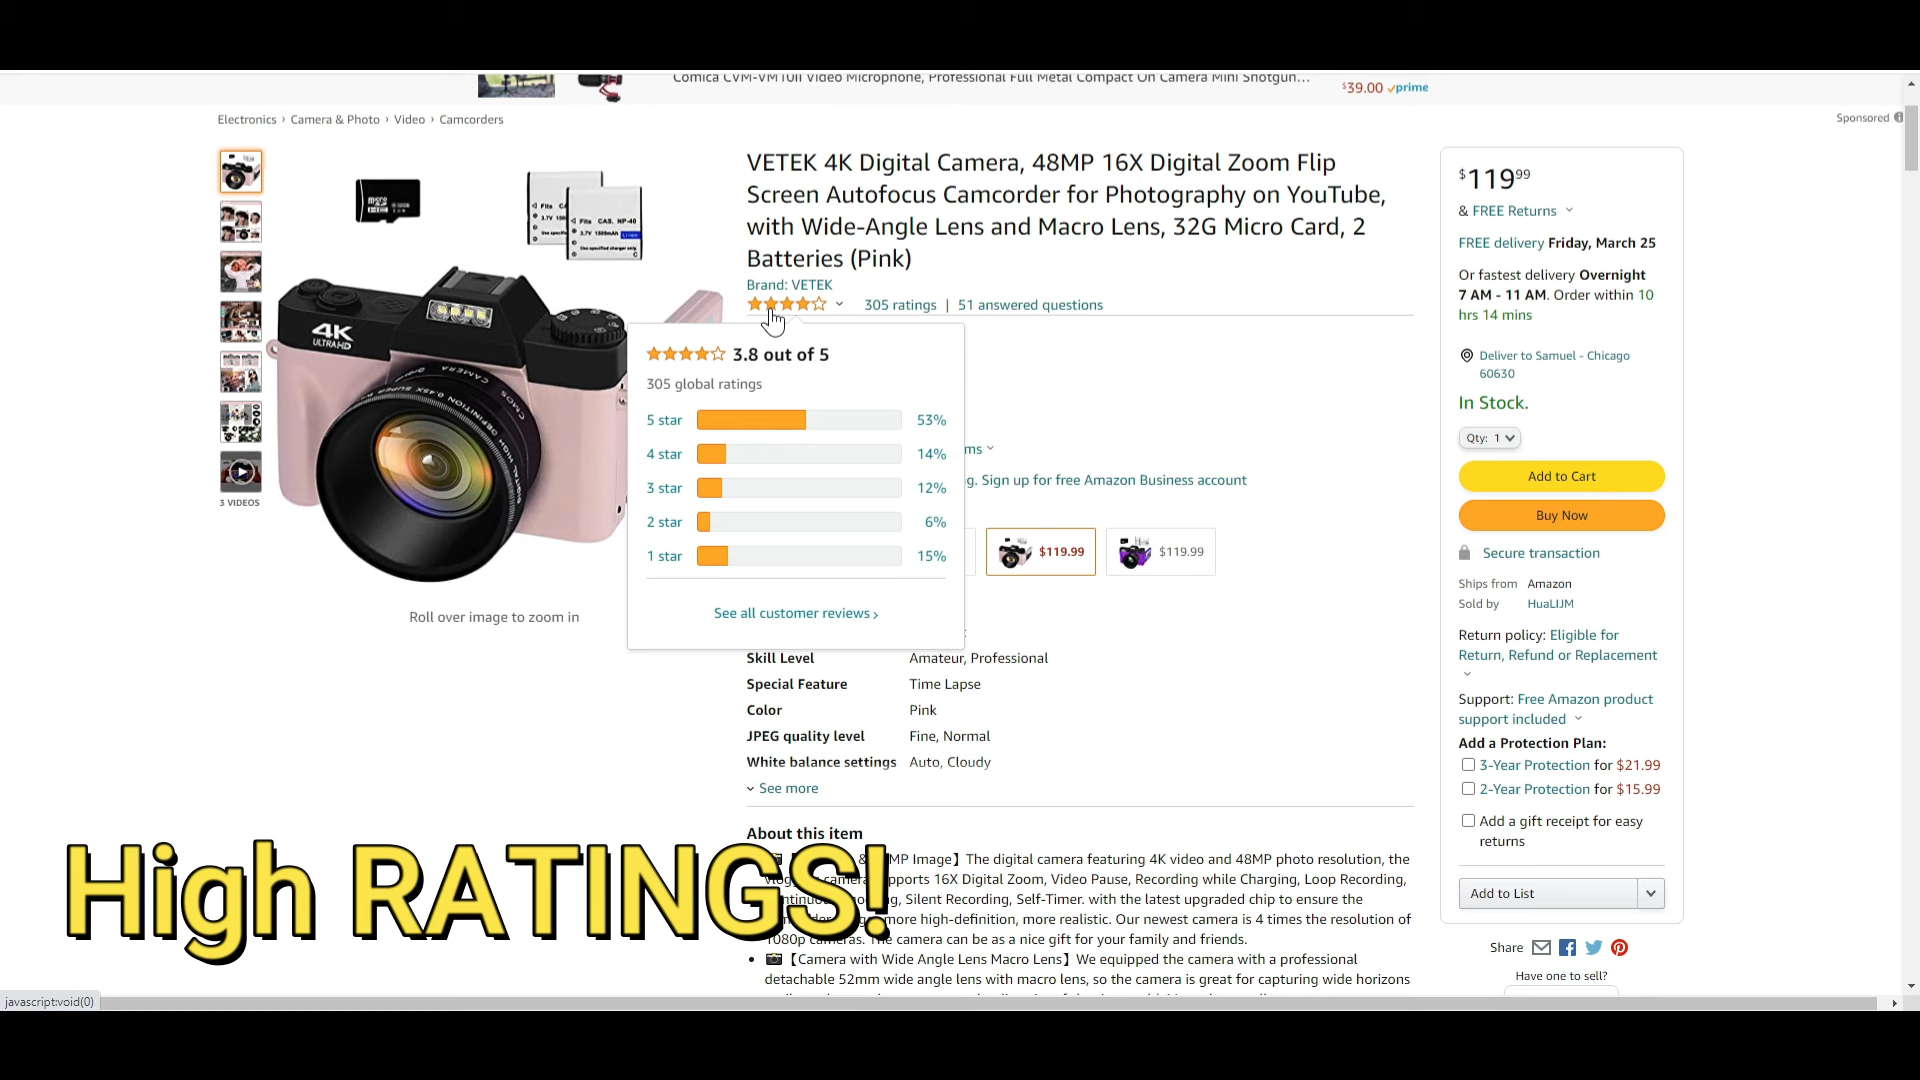 Comica CVM-VM10II Video Microphone, Professional Full Metal Compact On Camera Mini Shotgun...
$39.00 prime
Electronics › Camera & Photo › Video › Camcorders
Sponsored
VETEK 4K Digital Camera, 48MP 16X Digital Zoom Flip
Screen Autofocus Camcorder for Photography on YouTube,
with Wide-Angle Lens and Macro Lens, 32G Micro Card, 2
Batteries (Pink)
Brand: VETEK
305 ratings | 51 answered questions
3.8 out of 5
305 global ratings
5 star 53%
4 star 14%
3 star 12%
2 star 6%
1 star 15%
See all customer reviews ›
ms
g. Sign up for free Amazon Business account
$119.99
$119.99
4K
ULTRA HD
3 VIDEOS
Roll over image to zoom in
Skill Level Amateur, Professional
Special Feature Time Lapse
Color Pink
JPEG quality level Fine, Normal
White balance settings Auto, Cloudy
See more
About this item
& MP Image】The digital camera featuring 4K video and 48MP photo resolution, the
camera pports 16X Digital Zoom, Video Pause, Recording while Charging, Loop Recording,
g, Silent Recording, Self-Timer. with the latest upgraded chip to ensure the
more high-definition, more realistic. Our newest camera is 4 times the resolution of
1080p cameras. The camera can be as a nice gift for your family and friends.
• 📸【Camera with Wide Angle Lens Macro Lens】We equipped the camera with a professional
detachable 52mm wide angle lens with macro lens, so the camera is great for capturing wide horizons
High RATINGS!
$119.99
& FREE Returns
FREE delivery Friday, March 25
Or fastest delivery Overnight
7 AM - 11 AM. Order within 10
hrs 14 mins
Deliver to Samuel - Chicago
60630
In Stock.
Qty: 1
Add to Cart
Buy Now
Secure transaction
Ships from Amazon
Sold by HuaLIJM
Return policy: Eligible for
Return, Refund or Replacement
Support: Free Amazon product
support included
Add a Protection Plan:
3-Year Protection for $21.99
2-Year Protection for $15.99
Add a gift receipt for easy
returns
Add to List
Share
Have one to sell?
javascript:void(0)